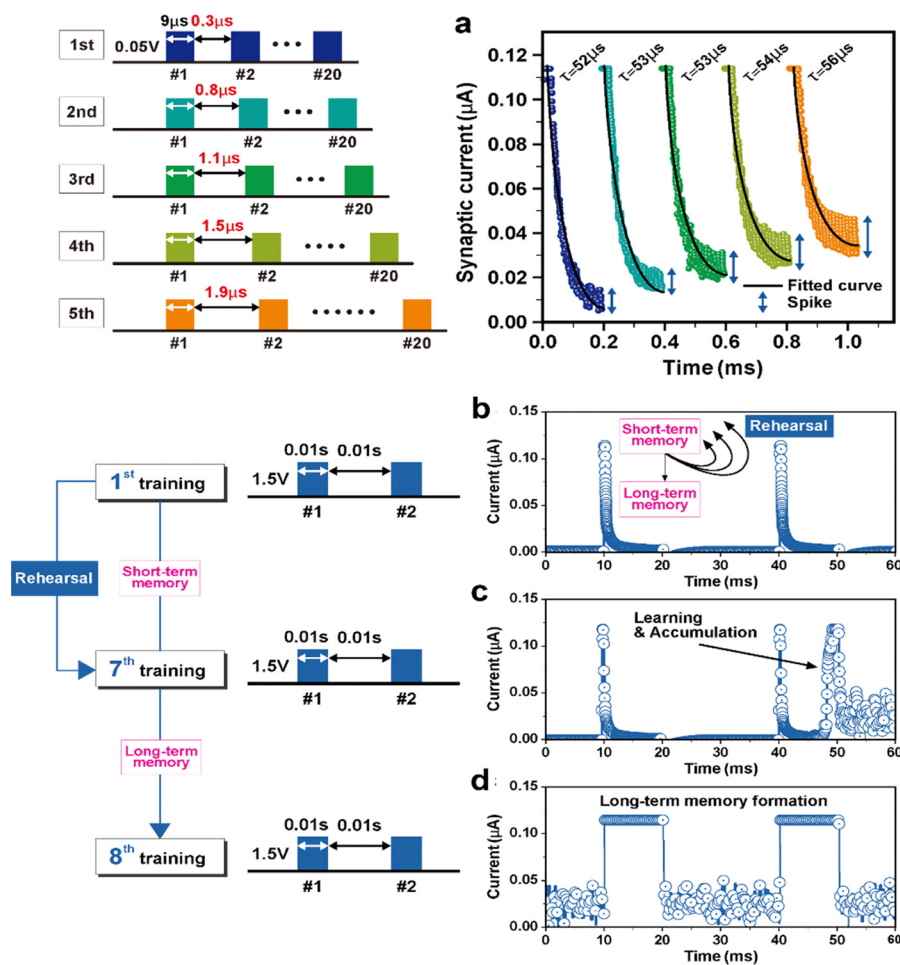 9μs 0.3μs
1st
0.05V
#1 #2 #20
0.8μs
2nd
#1 #2 #20
1.1μs
3rd
#1 #2 #20
1.5μs
4th
#1 #2 #20
1.9μs
5th
#1 #2 #20
a
Synaptic current (μA)
0.12
0.10
0.08
0.06
0.04
0.02
0.00
τ=52μs
τ=53μs
τ=53μs
τ=54μs
τ=56μs
Fitted curve
Spike
0.0 0.2 0.4 0.6 0.8 1.0
Time (ms)
1st training
Rehearsal
Short-term
memory
7th training
Long-term
memory
8th training
0.01s 0.01s
1.5V
#1 #2
0.01s 0.01s
1.5V
#1 #2
0.01s 0.01s
1.5V
#1 #2
b
Current (μA)
0.15
0.10
0.05
0.00
Short-term
memory
Rehearsal
Long-term
memory
0 10 20 30 40 50 60
Time (ms)
c
Current (μA)
0.15
0.10
0.05
0.00
Learning
& Accumulation
0 10 20 30 40 50 60
Time (ms)
d
Current (μA)
0.15
0.10
0.05
0.00
Long-term memory formation
0 10 20 30 40 50 60
Time (ms)